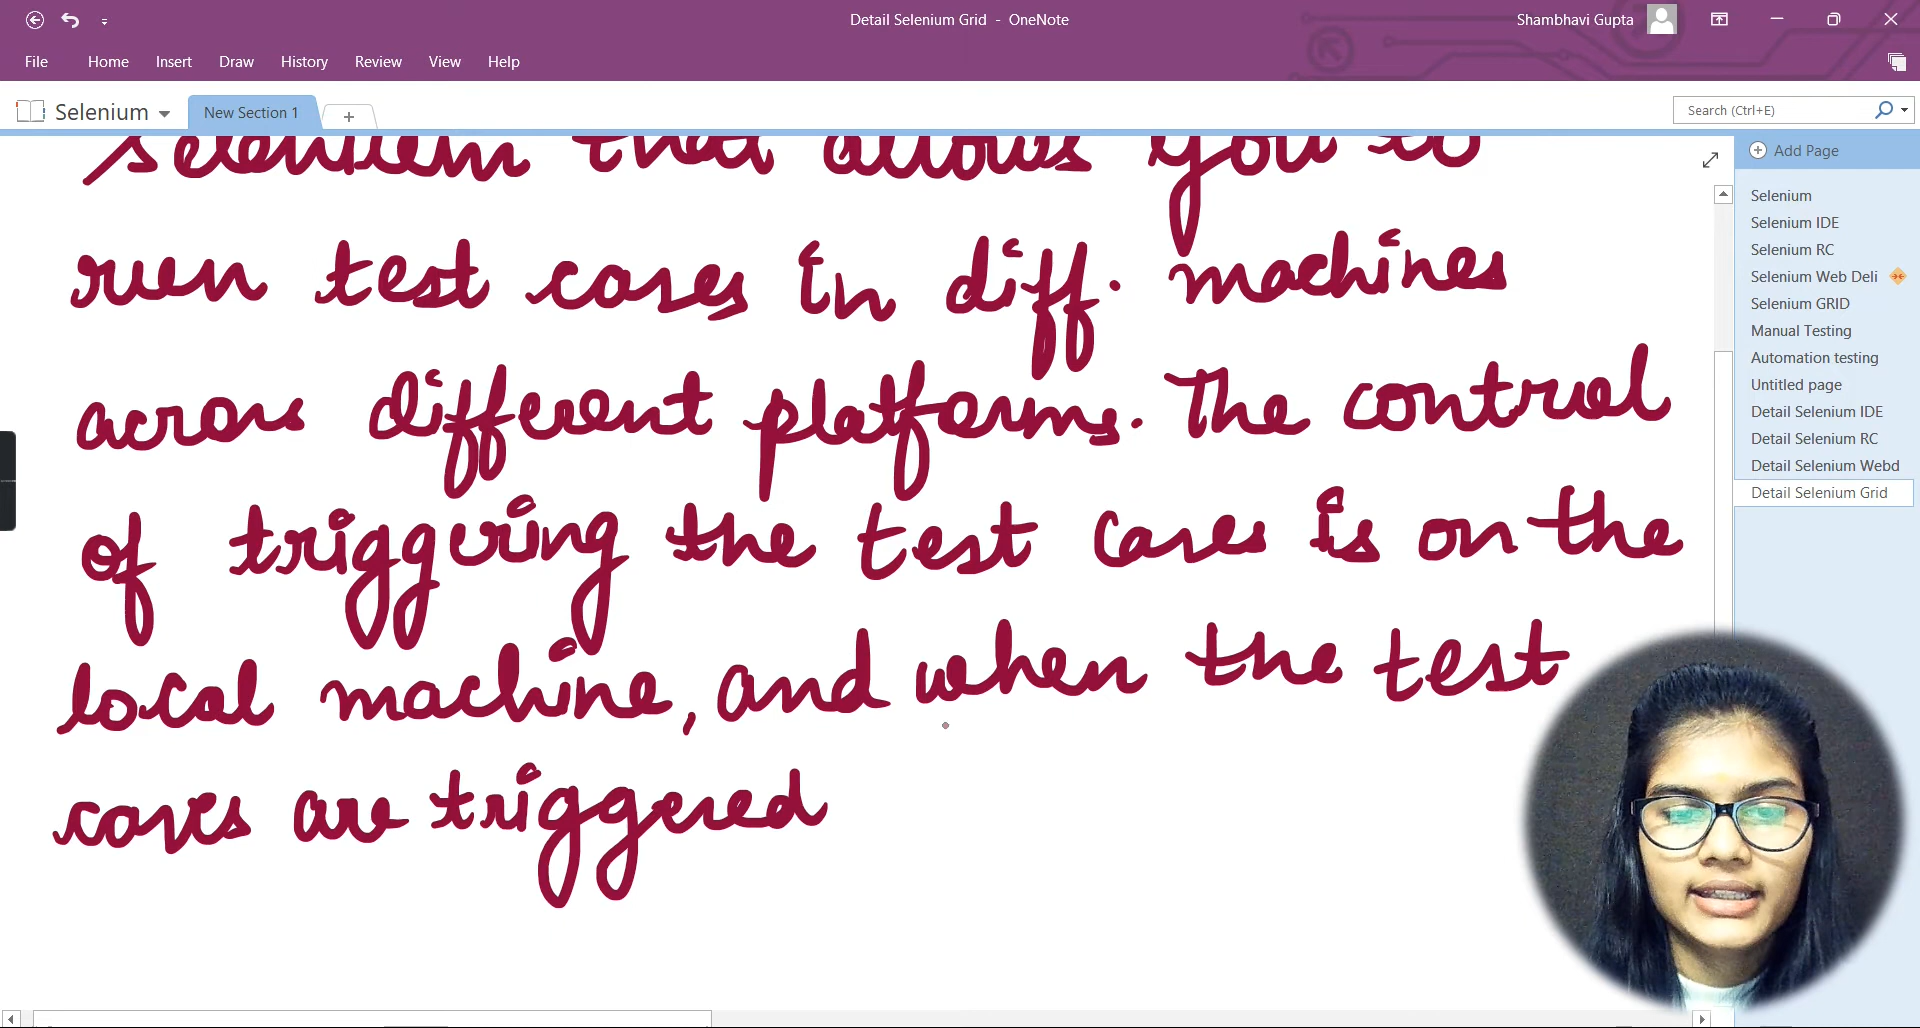 Detail Selenium Grid - OneNote
Shambhavi Gupta
File Home Insert Draw History Review View Help
Selenium
New Section 1
Search (Ctrl+E)
selenium that allows you to
run test cases in diff. machines
across different platforms. The control
of triggering the test cases is on the
local machine, and when the test
cases are triggered
Add Page
Selenium
Selenium IDE
Selenium RC
Selenium Web Deli
Selenium GRID
Manual Testing
Automation testing
Untitled page
Detail Selenium IDE
Detail Selenium RC
Detail Selenium Webd
Detail Selenium Grid